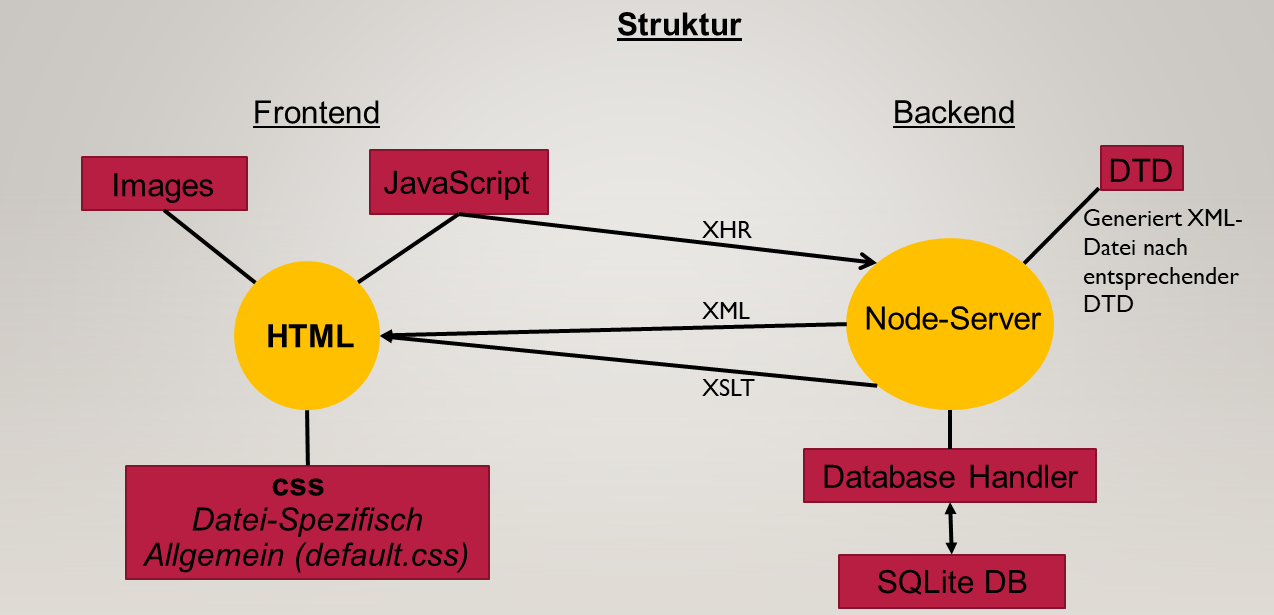 Struktur
Frontend
Backend
Images
JavaScript
DTD
Generiert XML-
Datei nach
entsprechender
DTD
XHR
XML
XSLT
HTML
Node-Server
css
Datei-Spezifisch
Allgemein (default.css)
Database Handler
SQLite DB